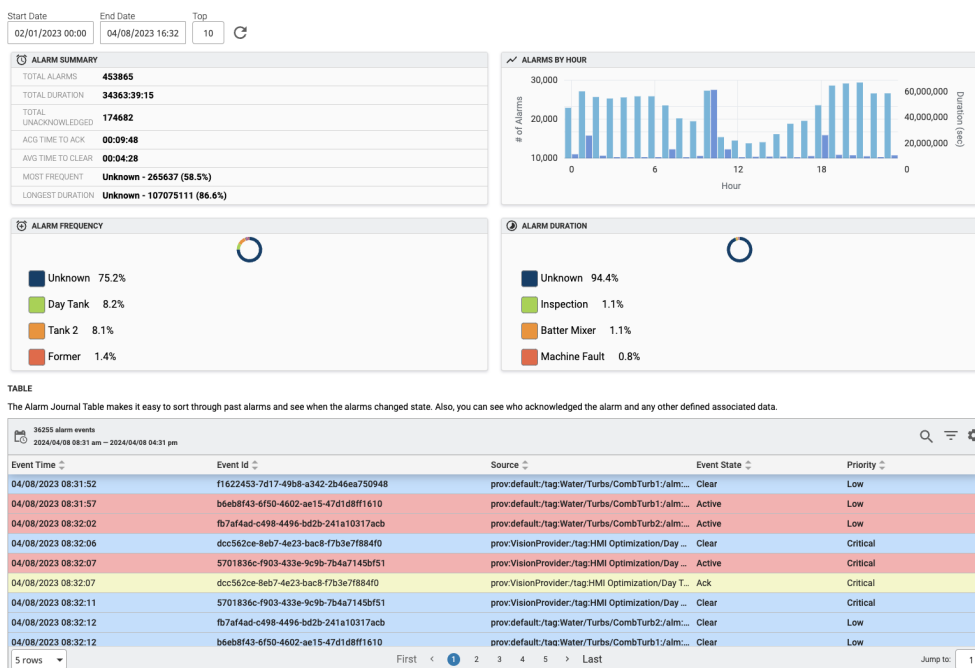 Start Date End Date Top
02/01/2023 00:00 04/08/2023 16:32 10
ALARM SUMMARY
TOTAL ALARMS 453865
TOTAL DURATION 34363:39:15
TOTAL
UNACKNOWLEDGED 174682
ACG TIME TO ACK 00:09:48
AVG TIME TO CLEAR 00:04:28
MOST FREQUENT Unknown - 265637 (58.5%)
LONGEST DURATION Unknown - 107075111 (86.6%)
ALARMS BY HOUR
30,000
20,000
10,000
# of Alarms
60,000,000
40,000,000
20,000,000
Duration (sec)
0 6 12 18 0
Hour
ALARM FREQUENCY
Unknown 75.2%
Day Tank 8.2%
Tank 2 8.1%
Former 1.4%
ALARM DURATION
Unknown 94.4%
Inspection 1.1%
Batter Mixer 1.1%
Machine Fault 0.8%
TABLE
The Alarm Journal Table makes it easy to sort through past alarms and see when the alarms changed state. Also, you can see who acknowledged the alarm and any other defined associated data.
36255 alarm events
2024/04/08 08:31 am — 2024/04/08 04:31 pm
Event Time Event Id Source Event State Priority
04/08/2023 08:31:52 f1622453-7d17-49b8-a342-2b46ea750948 prov:default:/tag:Water/Turbs/CombTurb1:/alm:... Clear Low
04/08/2023 08:31:57 b6eb8f43-6f50-4602-ae15-47d1d8ff1610 prov:default:/tag:Water/Turbs/CombTurb1:/alm:... Active Low
04/08/2023 08:32:02 fb7af4ad-c498-4496-bd2b-241a10317acb prov:default:/tag:Water/Turbs/CombTurb2:/alm:... Active Low
04/08/2023 08:32:06 dcc562ce-8eb7-4e23-bac8-f7b3e7f884f0 prov:VisionProvider:/tag:HMI Optimization/Day ... Clear Critical
04/08/2023 08:32:07 5701836c-f903-433e-9c9b-7b4a7145bf51 prov:VisionProvider:/tag:HMI Optimization/Day ... Active Critical
04/08/2023 08:32:07 dcc562ce-8eb7-4e23-bac8-f7b3e7f884f0 prov:VisionProvider:/tag:HMI Optimization/Day T... Ack Critical
04/08/2023 08:32:11 5701836c-f903-433e-9c9b-7b4a7145bf51 prov:VisionProvider:/tag:HMI Optimization/Day ... Clear Critical
04/08/2023 08:32:12 fb7af4ad-c498-4496-bd2b-241a10317acb prov:default:/tag:Water/Turbs/CombTurb2:/alm:... Clear Low
04/08/2023 08:32:12 b6eb8f43-6f50-4602-ae15-47d1d8ff1610 prov:default:/tag:Water/Turbs/CombTurb1:/alm:... Clear Low
5 rows First < 1 2 3 4 5 > Last Jump to: 1